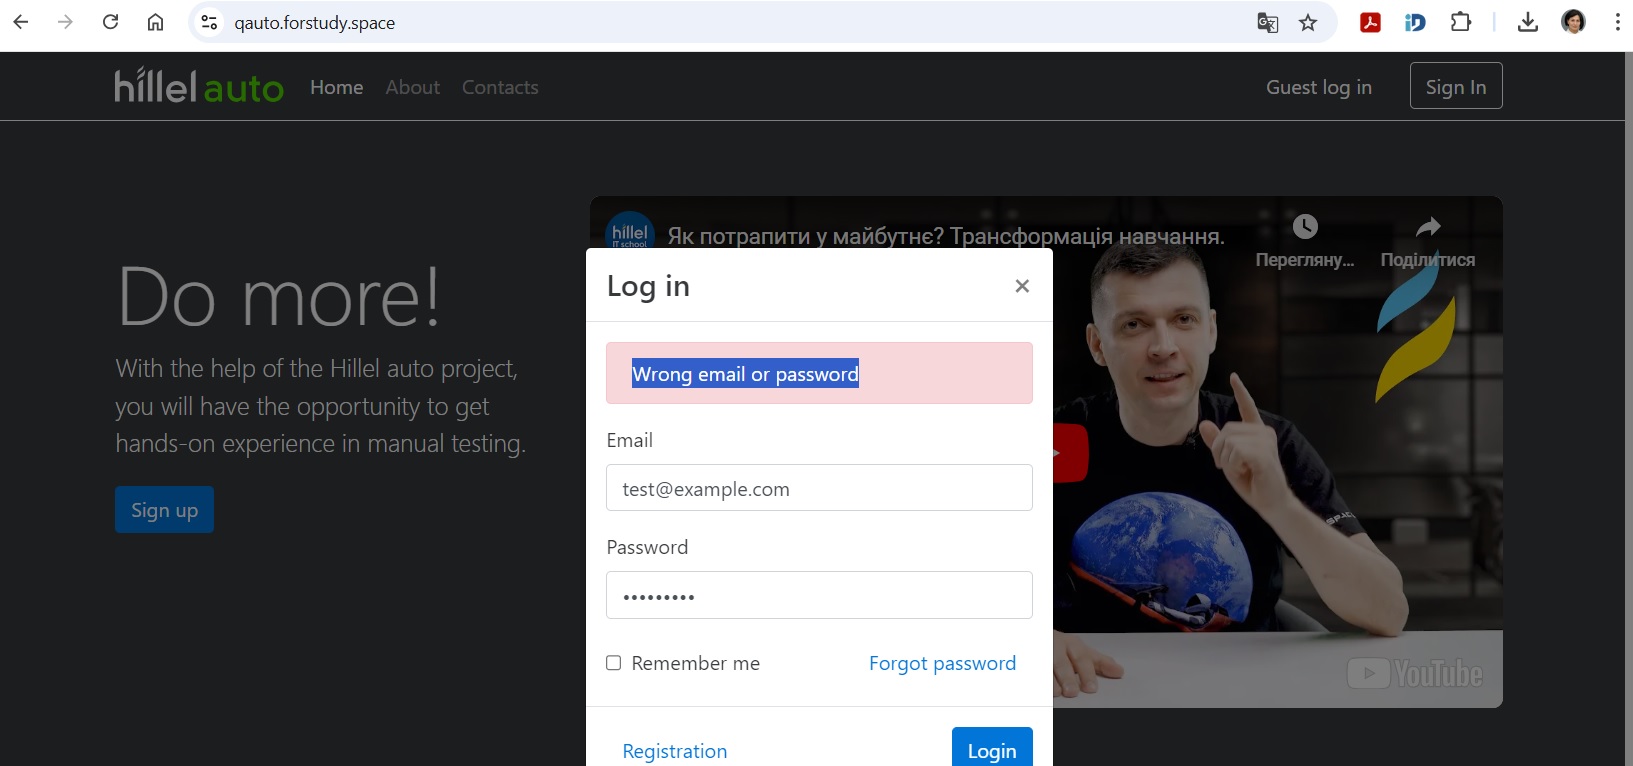 qauto.forstudy.space
hillel auto
Home
About
Contacts
Guest log in
Sign In
Do more!
With the help of the Hillel auto project,
you will have the opportunity to get
hands-on experience in manual testing.
Sign up
hillel
IT school
Як потрапити у майбутнє? Трансформація навчання.
Перегляну...
Поділитися
SPACE
YouTube
Log in
×
Wrong email or password
Email
test@example.com
Password
•••••••••
Remember me
Forgot password
Registration
Login